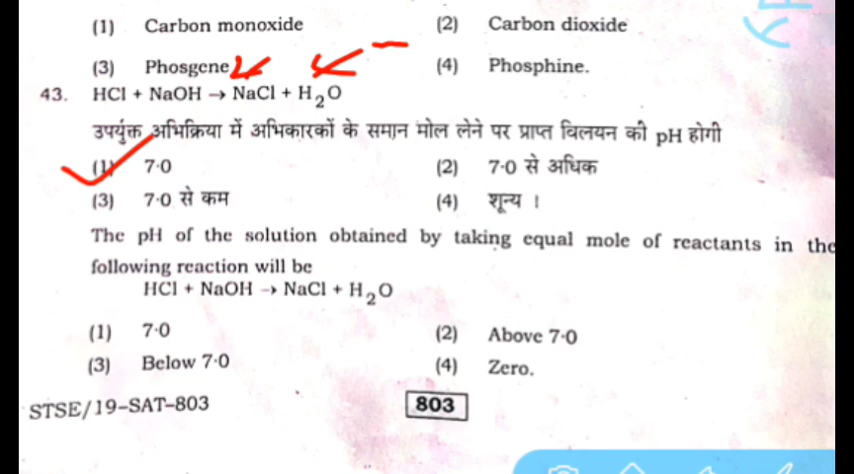 (1) Carbon monoxide (2) Carbon dioxide
(3) Phosgene (4) Phosphine.
43. HCl + NaOH → NaCl + H₂O
उपर्युक्त अभिक्रिया में अभिकारकों के समान मोल लेने पर प्राप्त विलयन की pH होगी
(1) 7·0 (2) 7·0 से अधिक
(3) 7·0 से कम (4) शून्य ।
The pH of the solution obtained by taking equal mole of reactants in the
following reaction will be
HCl + NaOH → NaCl + H₂O
(1) 7·0 (2) Above 7·0
(3) Below 7·0 (4) Zero.
STSE/19–SAT–803 803